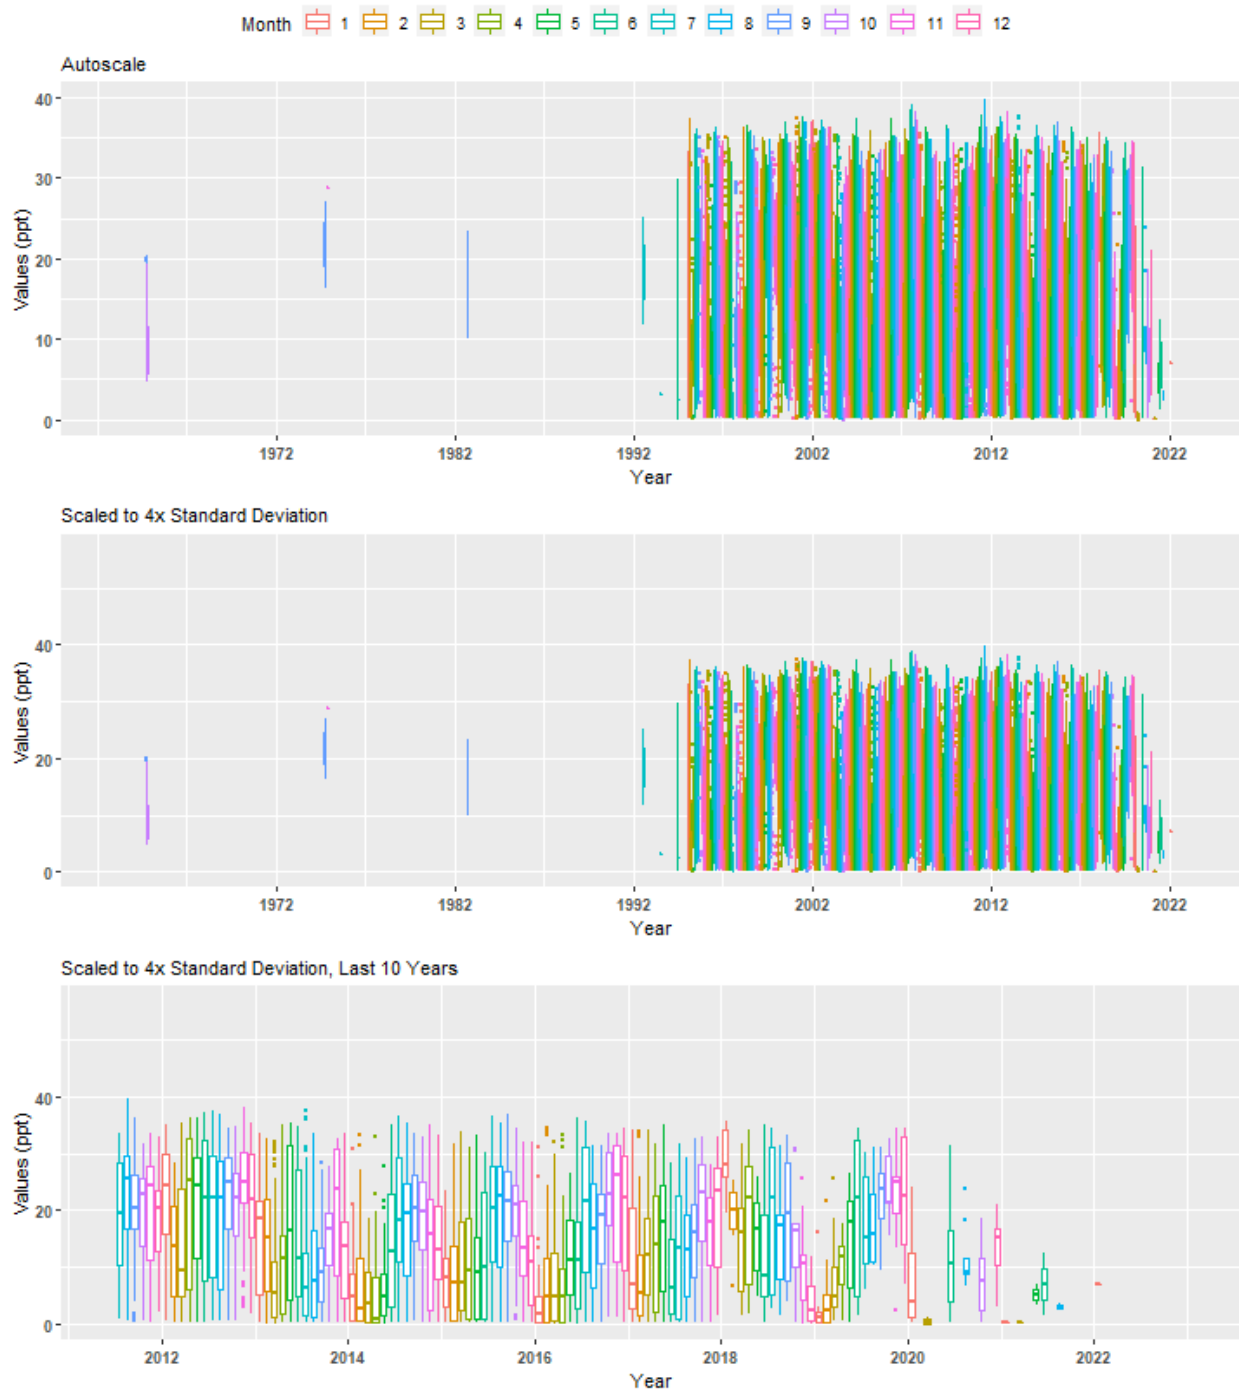 Month 1 2 3 4 5 6 7 8 9 10 11 12
Autoscale
40
30
20
10
0
Values (ppt)
1972 1982 1992 2002 2012 2022
Year
Scaled to 4x Standard Deviation
40
20
0
Values (ppt)
1972 1982 1992 2002 2012 2022
Year
Scaled to 4x Standard Deviation, Last 10 Years
40
20
0
Values (ppt)
2012 2014 2016 2018 2020 2022
Year